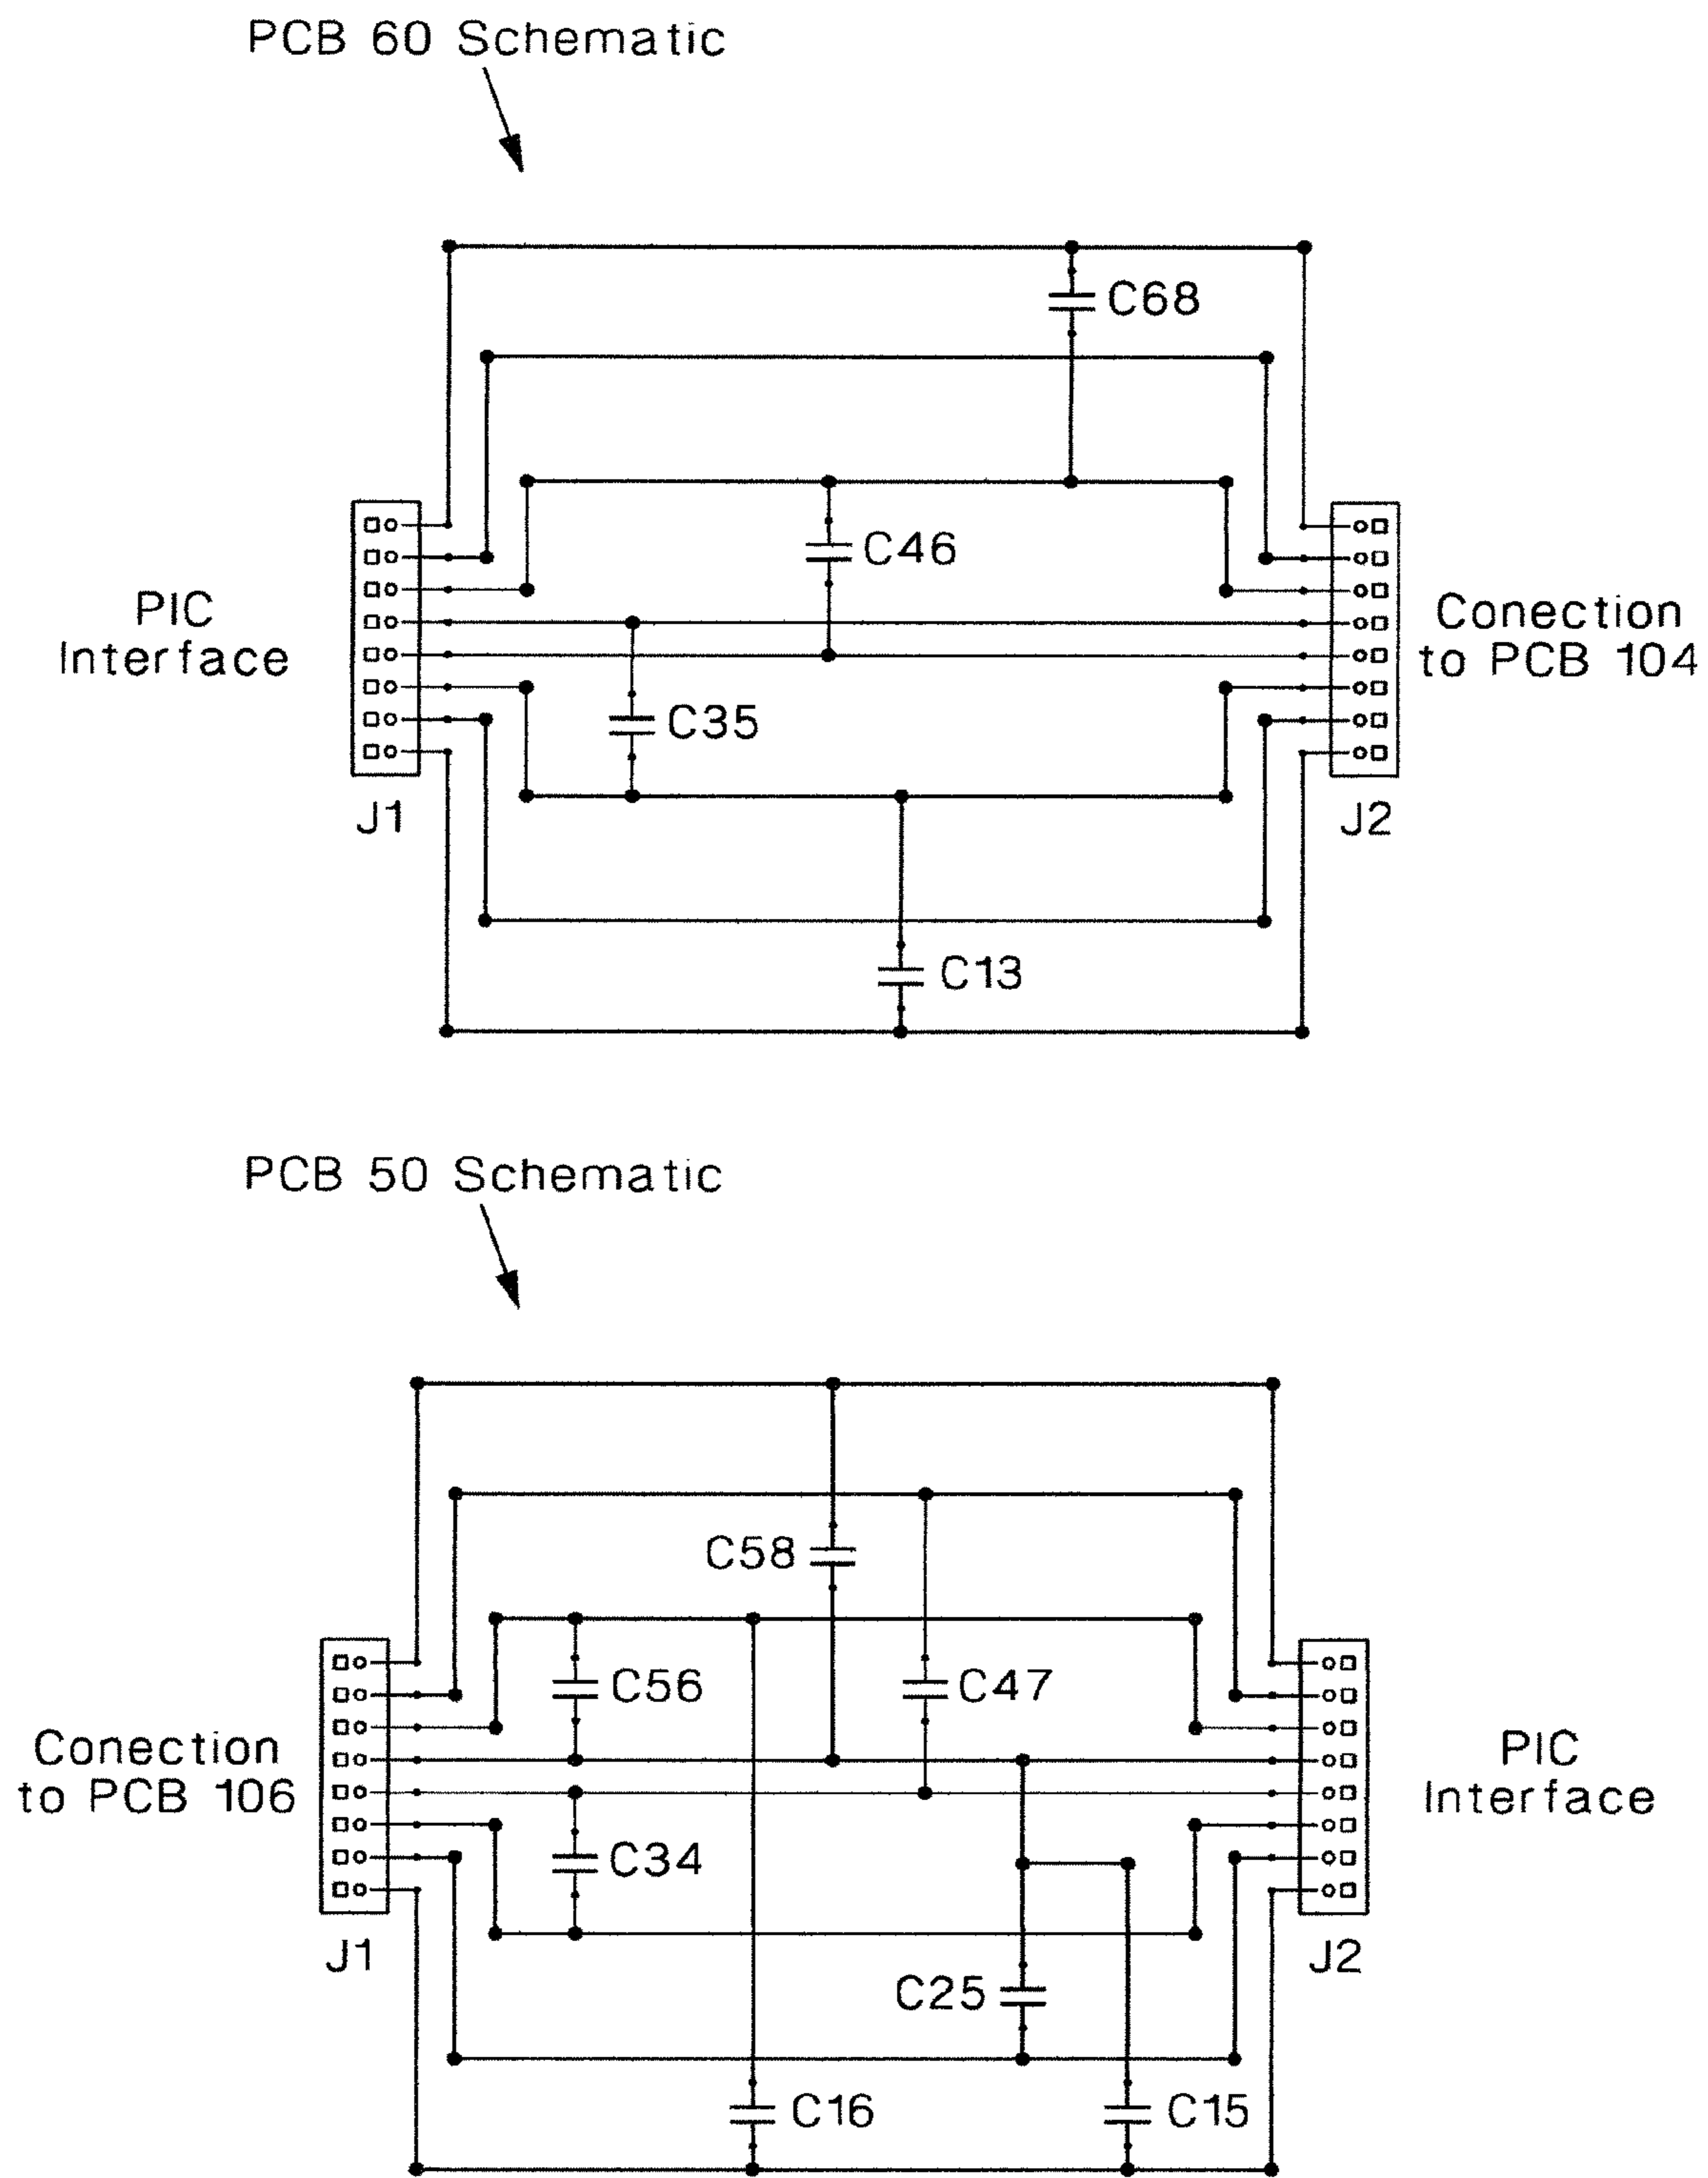 PCB 60 Schematic
C68
C46
PIC
Interface
Conection
to PCB 104
C35
J1
J2
C13
PCB 50 Schematic
C58
C56
C47
Conection
to PCB 106
PIC
Interface
C34
J1
J2
C25
C16
C15